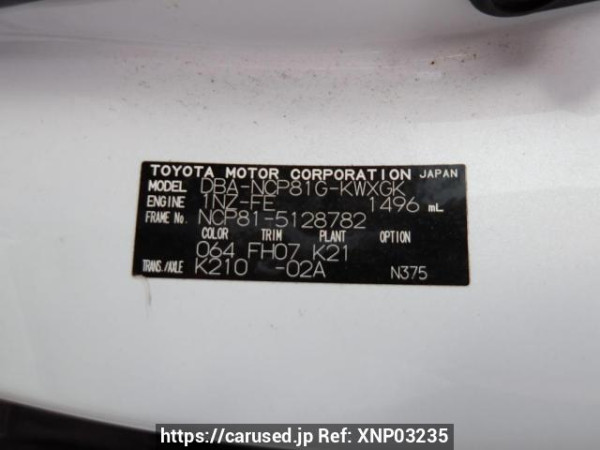 TOYOTA MOTOR CORPORATION JAPAN
MODEL DBA-NCP81G-KWXGK
ENGINE 1NZ-FE 1496 mL
FRAME No. NCP81-5128782
COLOR TRIM PLANT OPTION
064 FH07 K21
TRANS./AXLE K210 -02A N375
https://carused.jp Ref: XNP03235